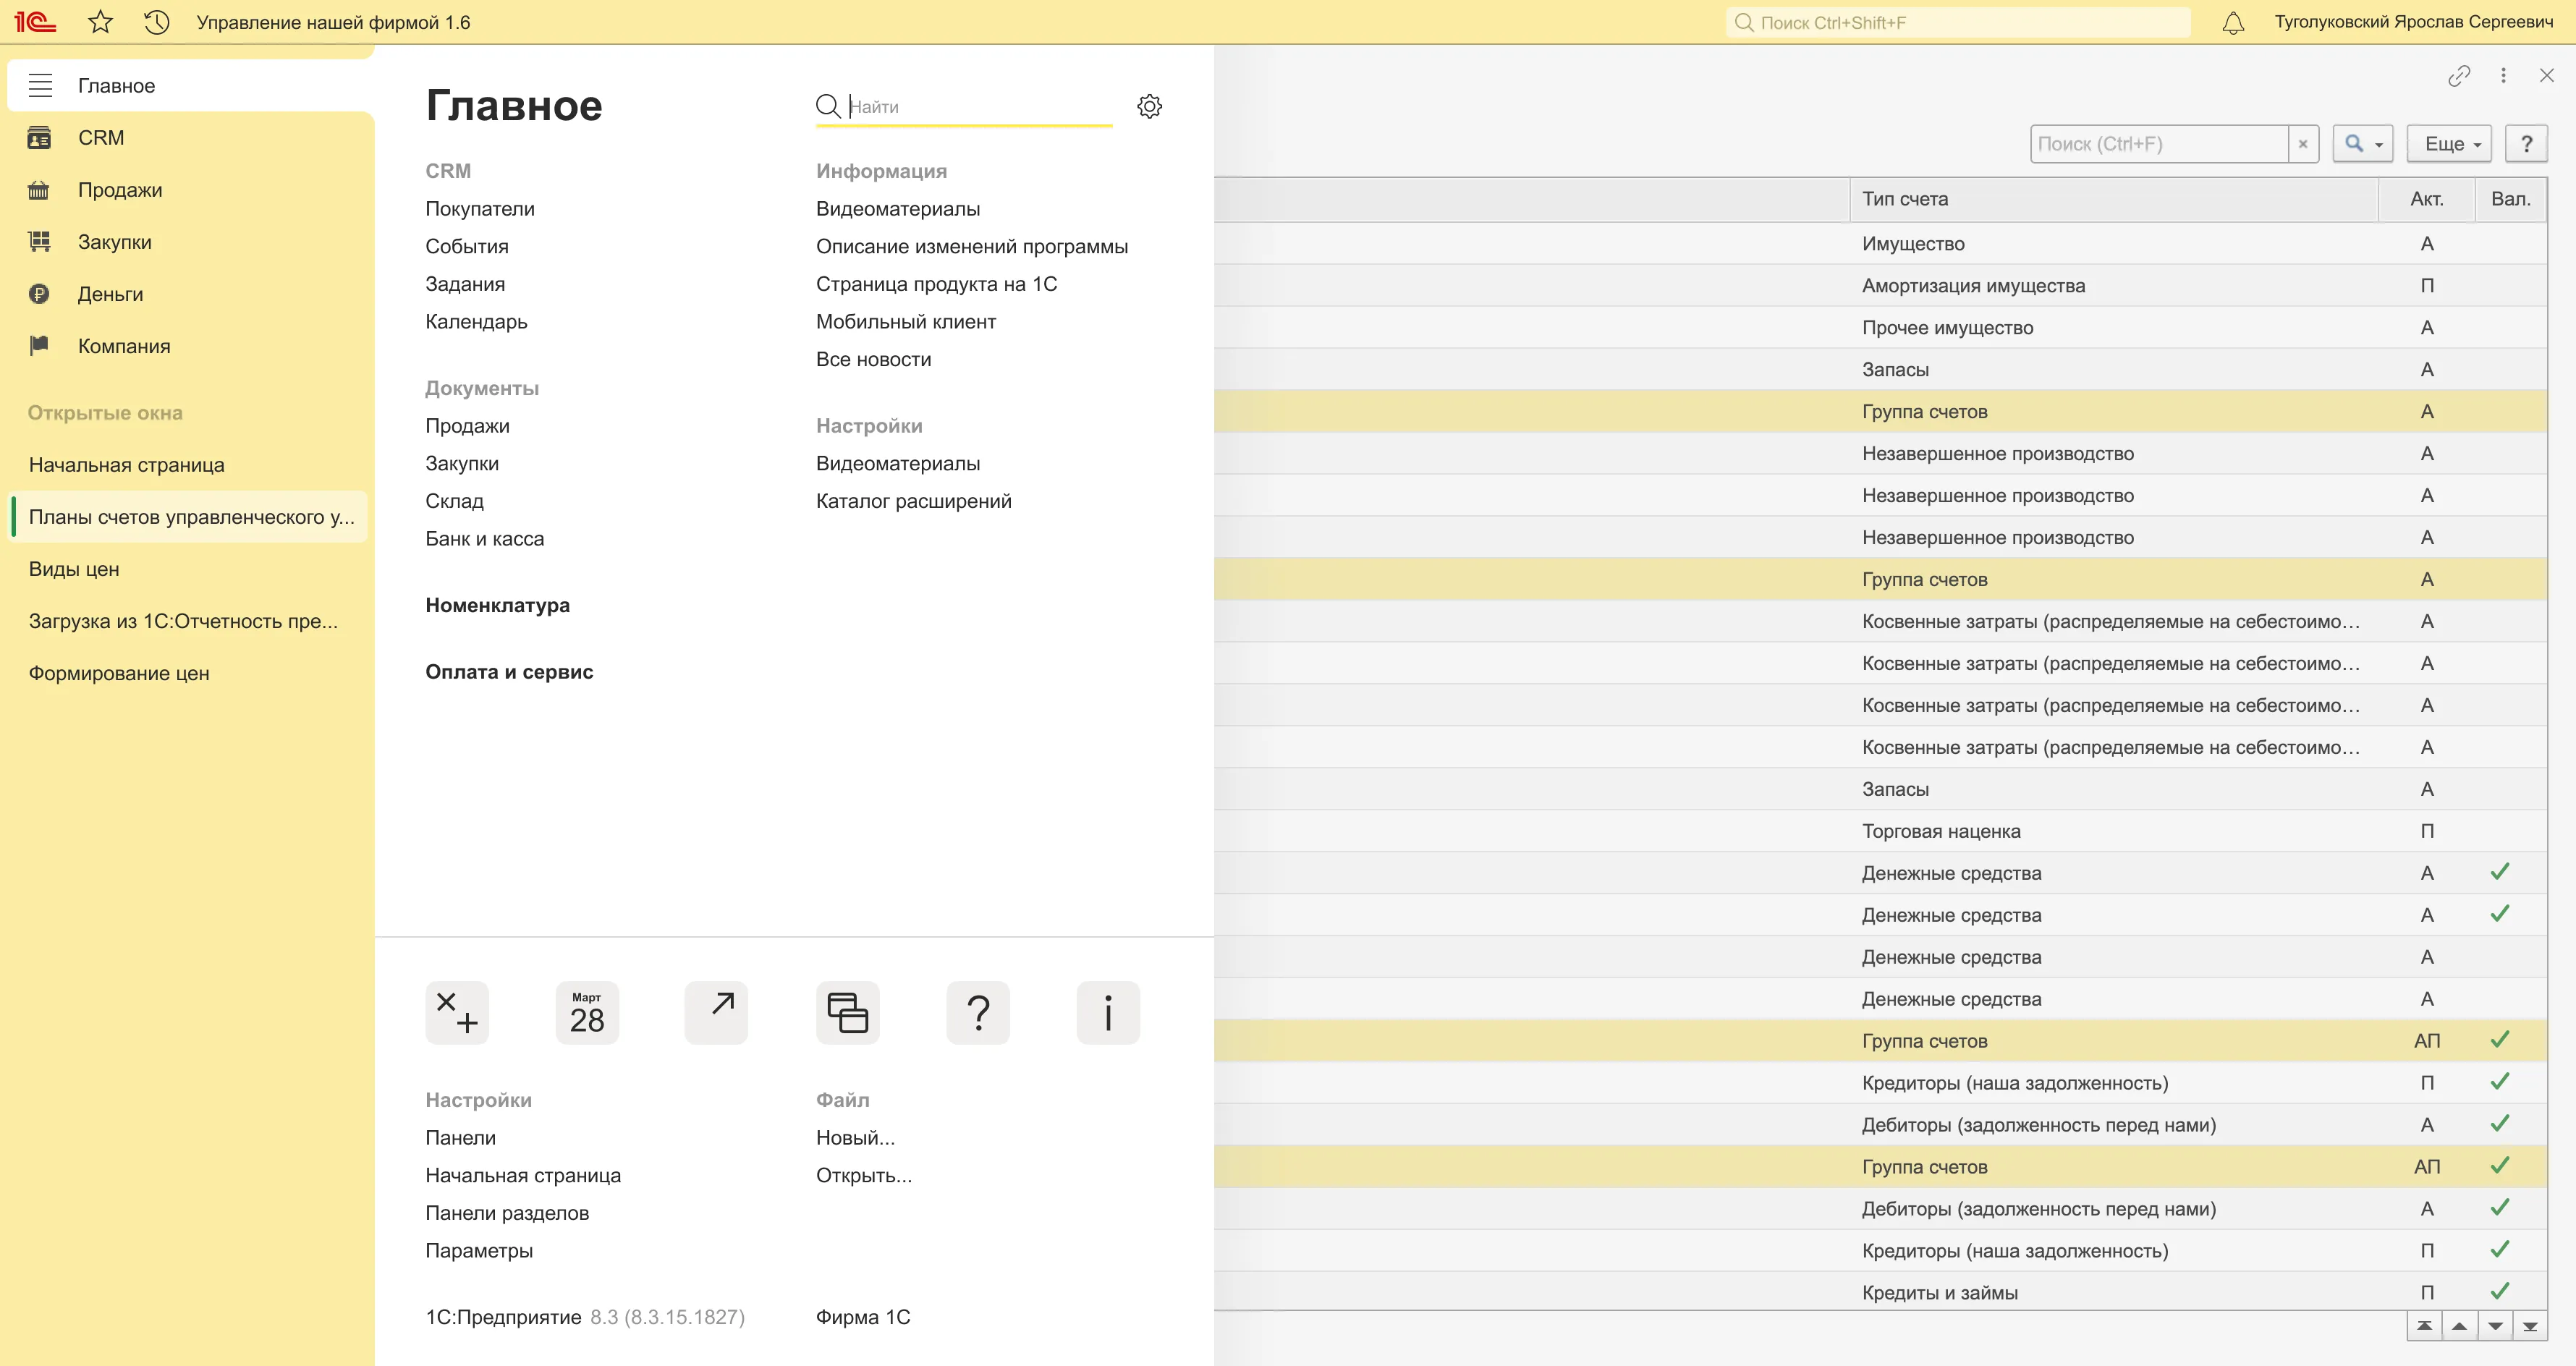 1С
Управление нашей фирмой 1.6
Поиск Ctrl+Shift+F
Туголуковский Ярослав Сергеевич
Главное
CRM
Продажи
Закупки
Деньги
Компания
Открытые окна
Начальная страница
Планы счетов управленческого у...
Виды цен
Загрузка из 1С:Отчетность пре...
Формирование цен
Главное
Найти
CRM
Покупатели
События
Задания
Календарь
Документы
Продажи
Закупки
Склад
Банк и касса
Номенклатура
Оплата и сервис
Информация
Видеоматериалы
Описание изменений программы
Страница продукта на 1С
Мобильный клиент
Все новости
Настройки
Видеоматериалы
Каталог расширений
Март
28
?
i
Настройки
Панели
Начальная страница
Панели разделов
Параметры
Файл
Новый...
Открыть...
1С:Предприятие 8.3 (8.3.15.1827)
Фирма 1С
Поиск (Ctrl+F)
×
Еще
?
Тип счета Акт. Вал.
Имущество А
Амортизация имущества П
Прочее имущество А
Запасы А
Группа счетов А
Незавершенное производство А
Незавершенное производство А
Незавершенное производство А
Группа счетов А
Косвенные затраты (распределяемые на себестоимо... А
Косвенные затраты (распределяемые на себестоимо... А
Косвенные затраты (распределяемые на себестоимо... А
Косвенные затраты (распределяемые на себестоимо... А
Запасы А
Торговая наценка П
Денежные средства А
Денежные средства А
Денежные средства А
Денежные средства А
Группа счетов АП
Кредиторы (наша задолженность) П
Дебиторы (задолженность перед нами) А
Группа счетов АП
Дебиторы (задолженность перед нами) А
Кредиторы (наша задолженность) П
Кредиты и займы П